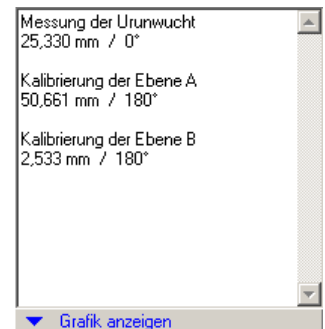 Messung der Urunwucht
25,330 mm / 0°
Kalibrierung der Ebene A
50,661 mm / 180°
Kalibrierung der Ebene B
2,533 mm / 180°
Grafik anzeigen